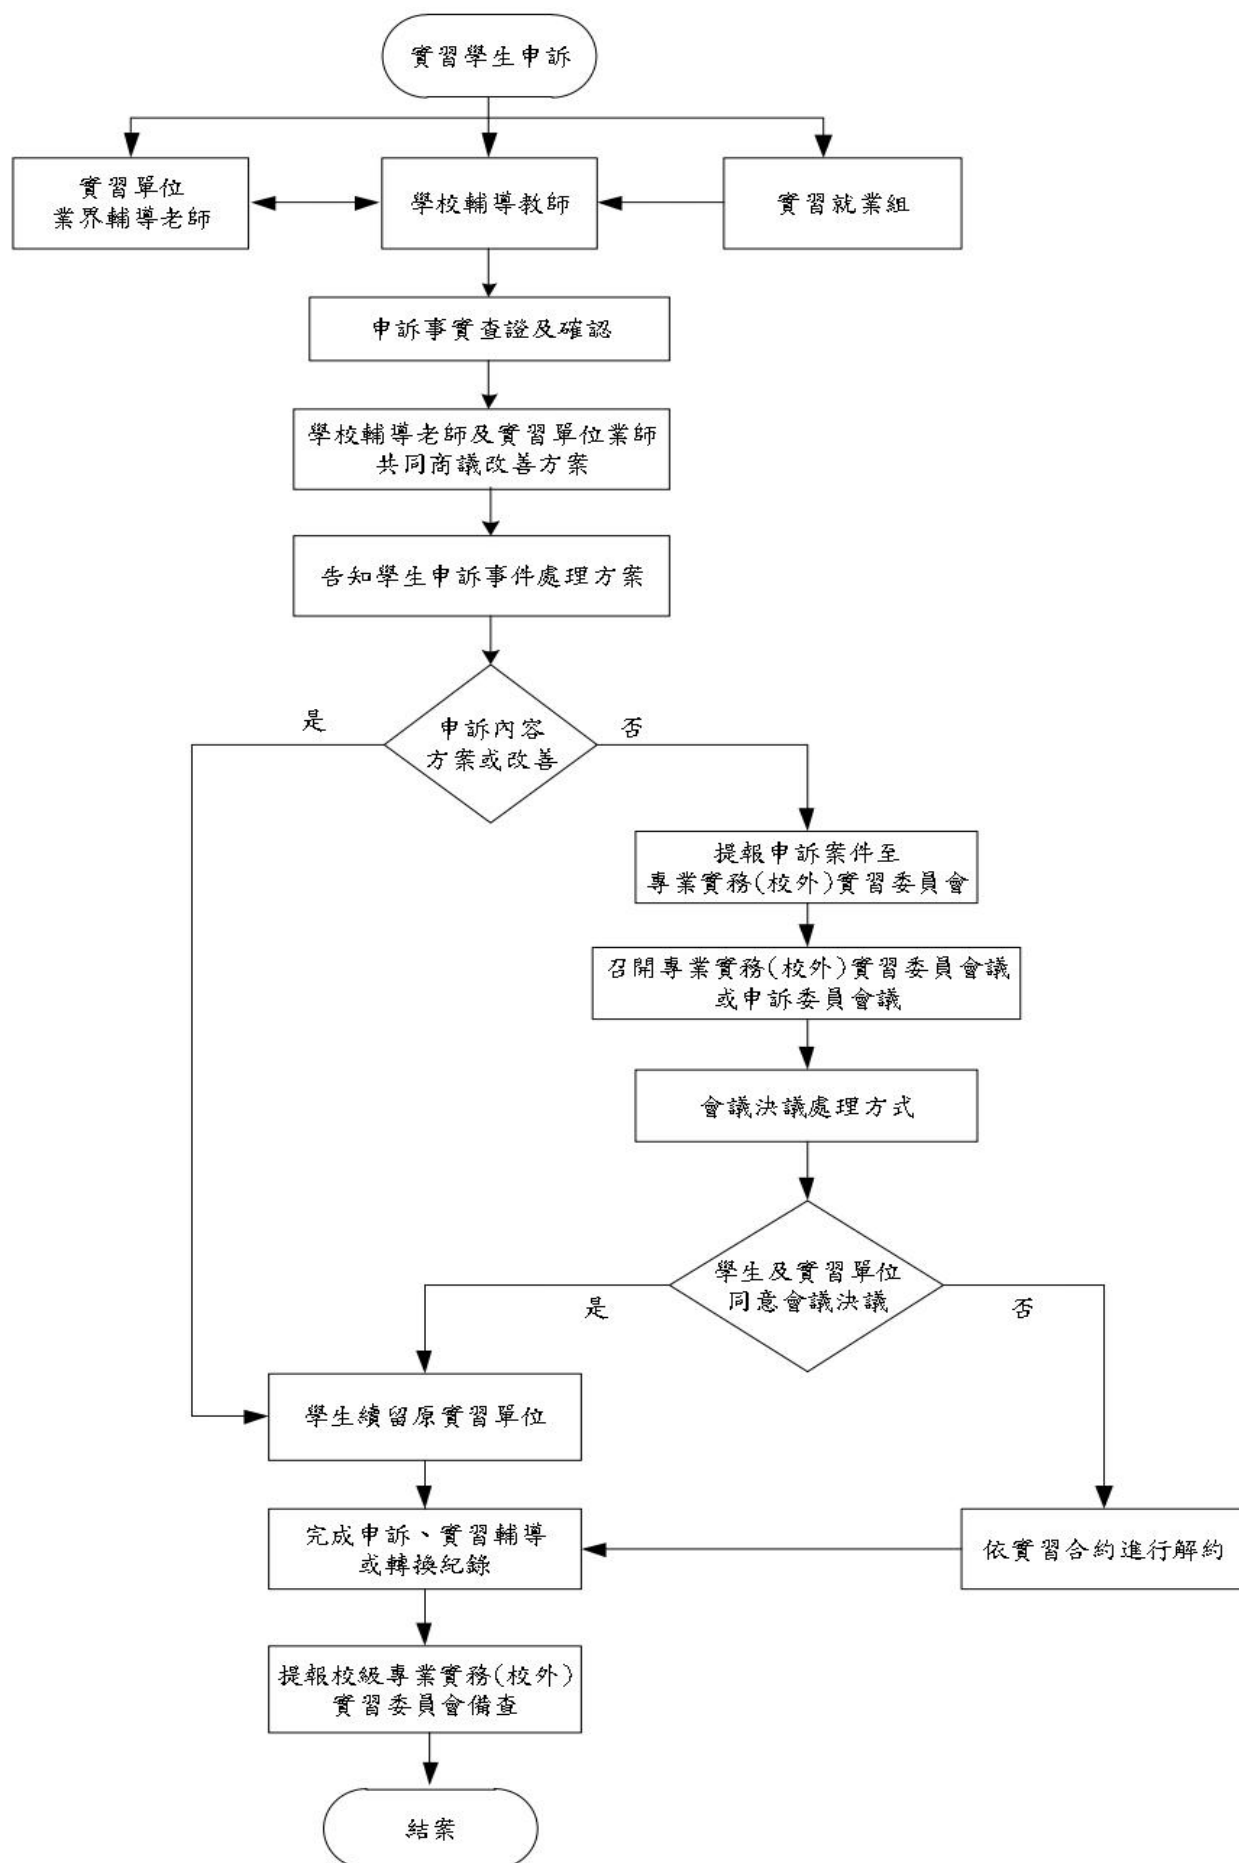 實習學生申訴
實習單位
業界輔導老師
學校輔導教師
實習就業組
申訴事實查證及確認
學校輔導老師及實習單位業師
共同商議改善方案
告知學生申訴事件處理方案
是
申訴內容
方案或改善
否
提報申訴案件至
專業實務(校外)實習委員會
召開專業實務(校外)實習委員會議
或申訴委員會議
會議決議處理方式
學生及實習單位
同意會議決議
是
否
學生續留原實習單位
完成申訴、實習輔導
或轉換紀錄
依實習合約進行解約
提報校級專業實務(校外)
實習委員會備查
結案